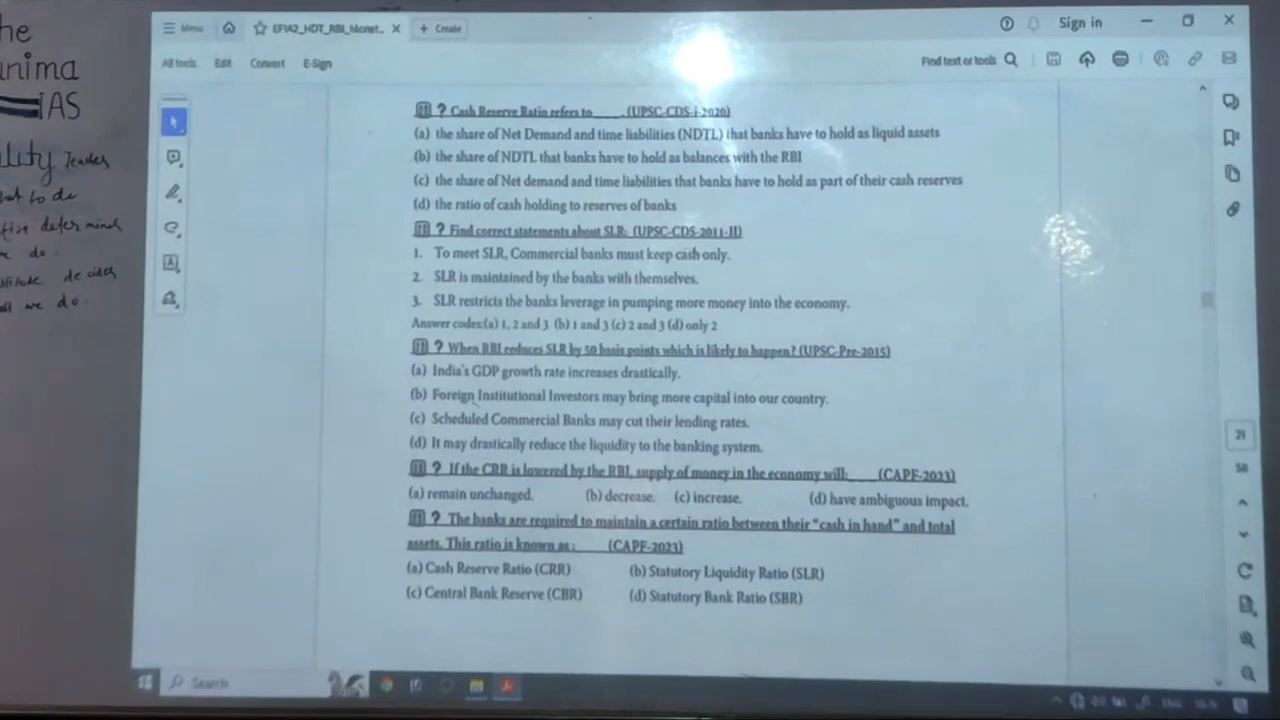 he
anima
IAS
ality
Menu
EFIA2_HDT_RBI_Monet...
+ Create
Sign in
All tools Edit Convert E-Sign
Find text or tools
? Cash Reserve Ratio refers to____. (UPSC-CDS-i-2020)
(a) the share of Net Demand and time liabilities (NDTL) that banks have to hold as liquid assets
(b) the share of NDTL that banks have to hold as balances with the RBI
(c) the share of Net demand and time liabilities that banks have to hold as part of their cash reserves
(d) the ratio of cash holding to reserves of banks
? Find correct statements about SLR: (UPSC-CDS-2011-II)
1. To meet SLR, Commercial banks must keep cash only.
2. SLR is maintained by the banks with themselves.
3. SLR restricts the banks leverage in pumping more money into the economy.
Answer codes:(a) 1, 2 and 3 (b) 1 and 3 (c) 2 and 3 (d) only 2
? When RBI reduces SLR by 50 basis points which is likely to happen? (UPSC-Pre-2015)
(a) India's GDP growth rate increases drastically.
(b) Foreign Institutional Investors may bring more capital into our country.
(c) Scheduled Commercial Banks may cut their lending rates.
(d) It may drastically reduce the liquidity to the banking system.
? If the CRR is lowered by the RBI, supply of money in the economy will:____ (CAPF-2023)
(a) remain unchanged. (b) decrease. (c) increase. (d) have ambiguous impact.
? The banks are required to maintain a certain ratio between their "cash in hand" and total
assets. This ratio is known as :____ (CAPF-2023)
(a) Cash Reserve Ratio (CRR) (b) Statutory Liquidity Ratio (SLR)
(c) Central Bank Reserve (CBR) (d) Statutory Bank Ratio (SBR)
21
58
Search